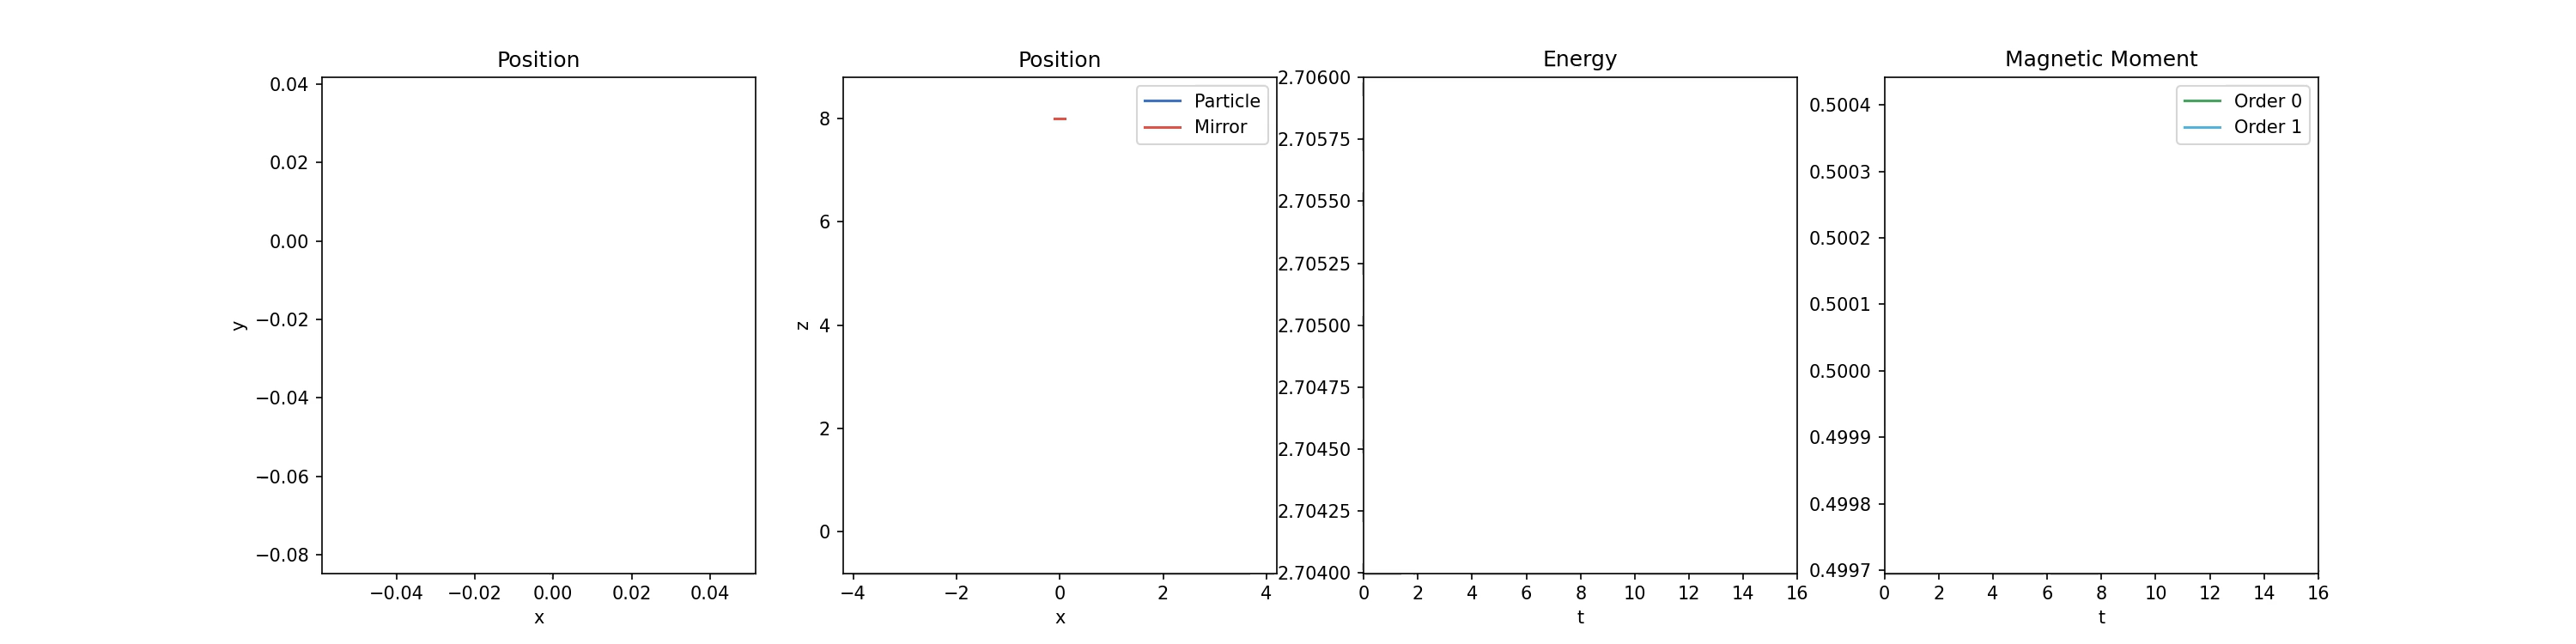 Position
0.04
0.02
0.00
−0.02
−0.04
−0.06
−0.08
y
−0.04 −0.02 0.00 0.02 0.04
x
Position
Particle
Mirror
8
6
4
2
0
z
−4 −2 0 2 4
x
Energy
2.70600
2.70575
2.70550
2.70525
2.70500
2.70475
2.70450
2.70425
2.70400
0 2 4 6 8 10 12 14 16
t
Magnetic Moment
Order 0
Order 1
0.5004
0.5003
0.5002
0.5001
0.5000
0.4999
0.4998
0.4997
0 2 4 6 8 10 12 14 16
t